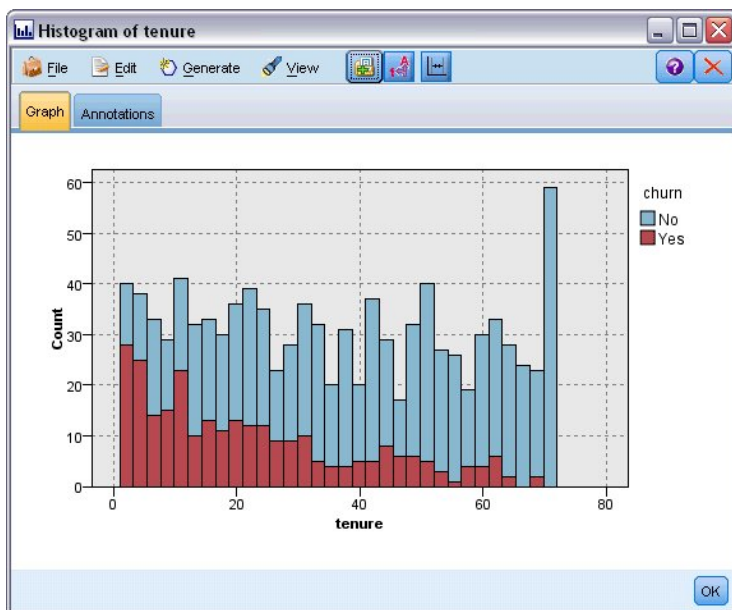 Histogram of tenure
File Edit Generate View
Graph Annotations
60
50
40
30
20
10
0
Count
0 20 40 60 80
tenure
churn
No
Yes
OK